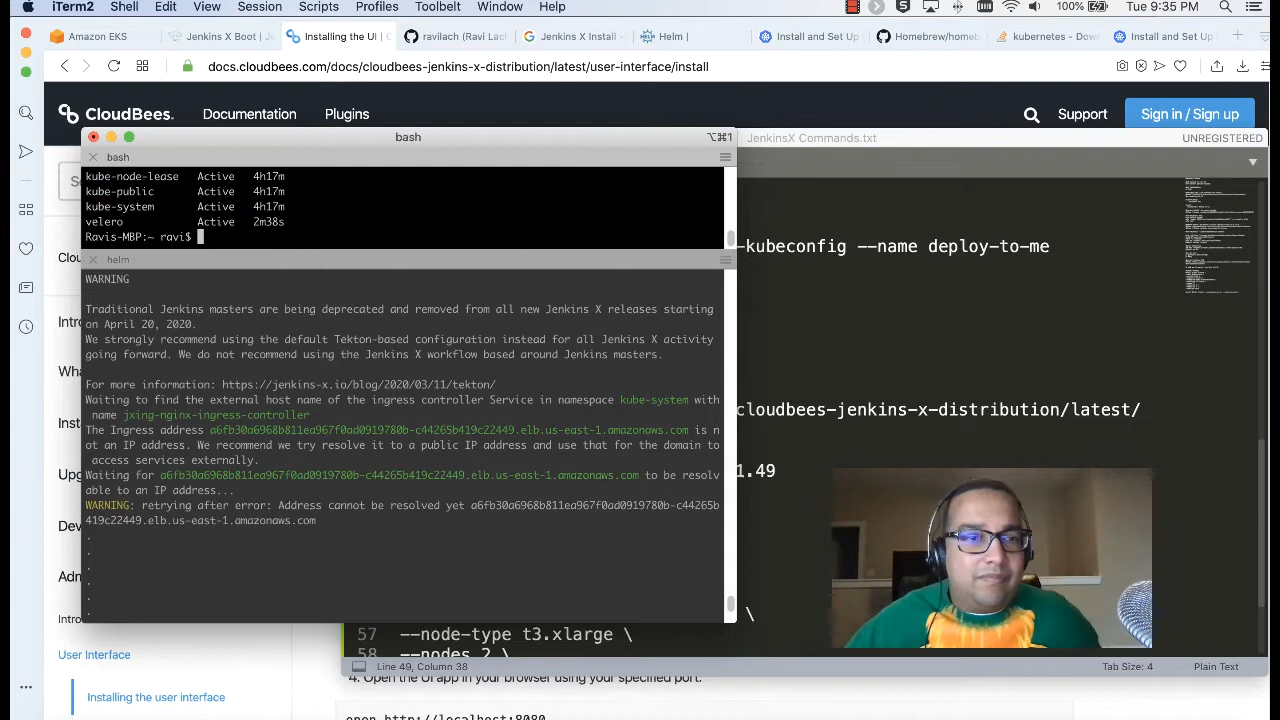 iTerm2 Shell Edit View Session Scripts Profiles Toolbelt Window Help 100% Tue 9:35 PM
Amazon EKS Jenkins X Boot | J Installing the UI | C ravilach (Ravi Lach Jenkins X Install - Helm | Install and Set Up Homebrew/homeb kubernetes - Dow Install and Set Up
docs.cloudbees.com/docs/cloudbees-jenkins-x-distribution/latest/user-interface/install
CloudBees. Documentation Plugins Support Sign in / Sign up
bash ⌥⌘1 JenkinsX Commands.txt UNREGISTERED
bash
kube-node-lease Active 4h17m
kube-public Active 4h17m
kube-system Active 4h17m
velero Active 2m38s
Ravis-MBP:~ ravi$
-kubeconfig --name deploy-to-me
helm
WARNING
Traditional Jenkins masters are being deprecated and removed from all new Jenkins X releases starting
on April 20, 2020.
We strongly recommend using the default Tekton-based configuration instead for all Jenkins X activity
going forward. We do not recommend using the Jenkins X workflow based around Jenkins masters.
For more information: https://jenkins-x.io/blog/2020/03/11/tekton/
Waiting to find the external host name of the ingress controller Service in namespace kube-system with
name jxing-nginx-ingress-controller
The Ingress address a6fb30a6968b811ea967f0ad0919780b-c44265b419c22449.elb.us-east-1.amazonaws.com is n
ot an IP address. We recommend we try resolve it to a public IP address and use that for the domain to
access services externally.
Waiting for a6fb30a6968b811ea967f0ad0919780b-c44265b419c22449.elb.us-east-1.amazonaws.com to be resolv
able to an IP address...
WARNING: retrying after error: Address cannot be resolved yet a6fb30a6968b811ea967f0ad0919780b-c44265b
419c22449.elb.us-east-1.amazonaws.com
.
.
.
.
.
.
cloudbees-jenkins-x-distribution/latest/
1.49
\
57 --node-type t3.xlarge \
58 --nodes 2 \
Line 49, Column 38 Tab Size: 4 Plain Text
Clou
Intr
Wha
Inst
Upg
Dev
Adm
Intro
User Interface
Installing the user interface
4. Open the UI app in your browser using your specified port:
open http://localhost:8080